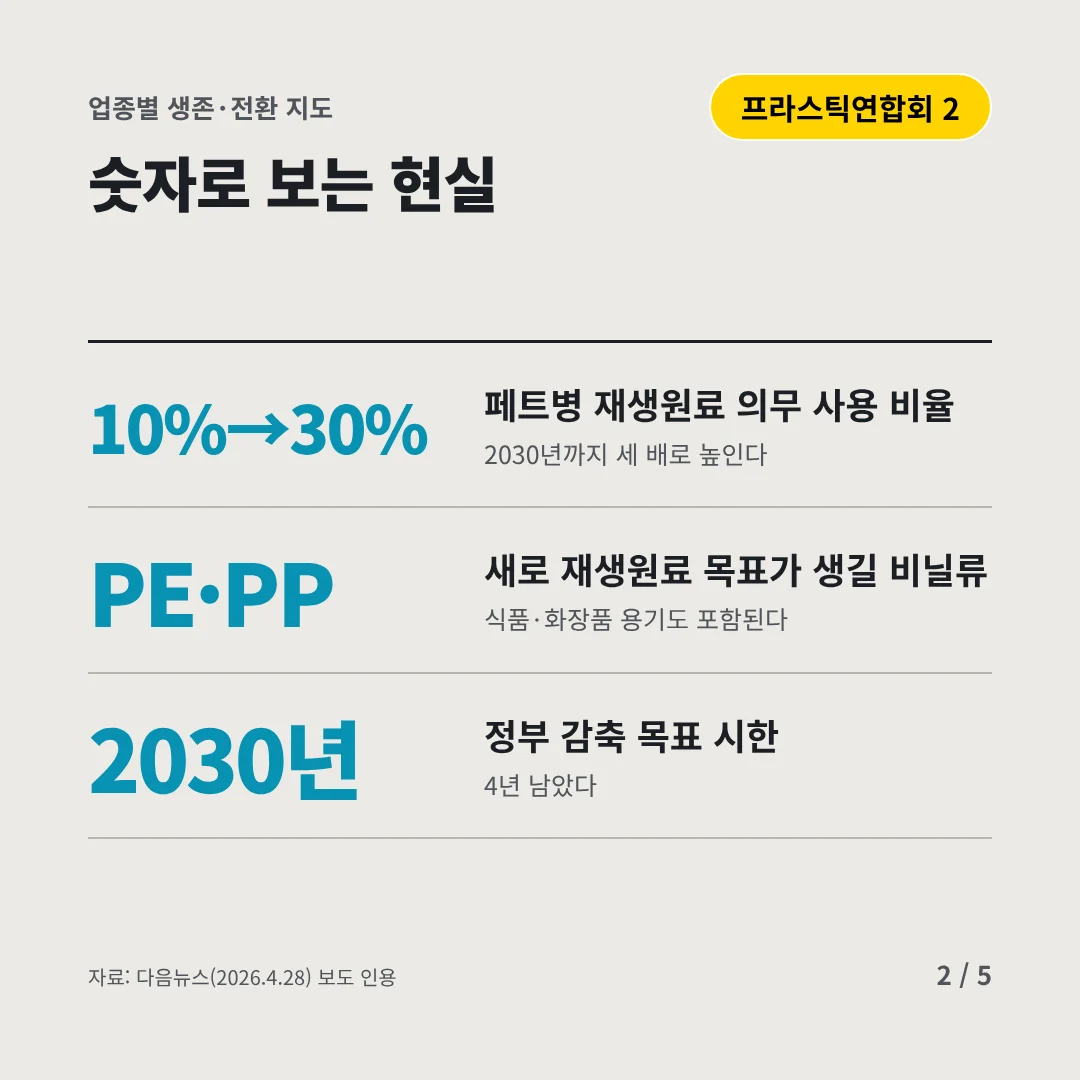 업종별 생존·전환 지도
프라스틱연합회 2
숫자로 보는 현실
10%→30%
페트병 재생원료 의무 사용 비율
2030년까지 세 배로 높인다
PE·PP
새로 재생원료 목표가 생길 비닐류
식품·화장품 용기도 포함된다
2030년
정부 감축 목표 시한
4년 남았다
자료: 다음뉴스(2026.4.28) 보도 인용
2 / 5